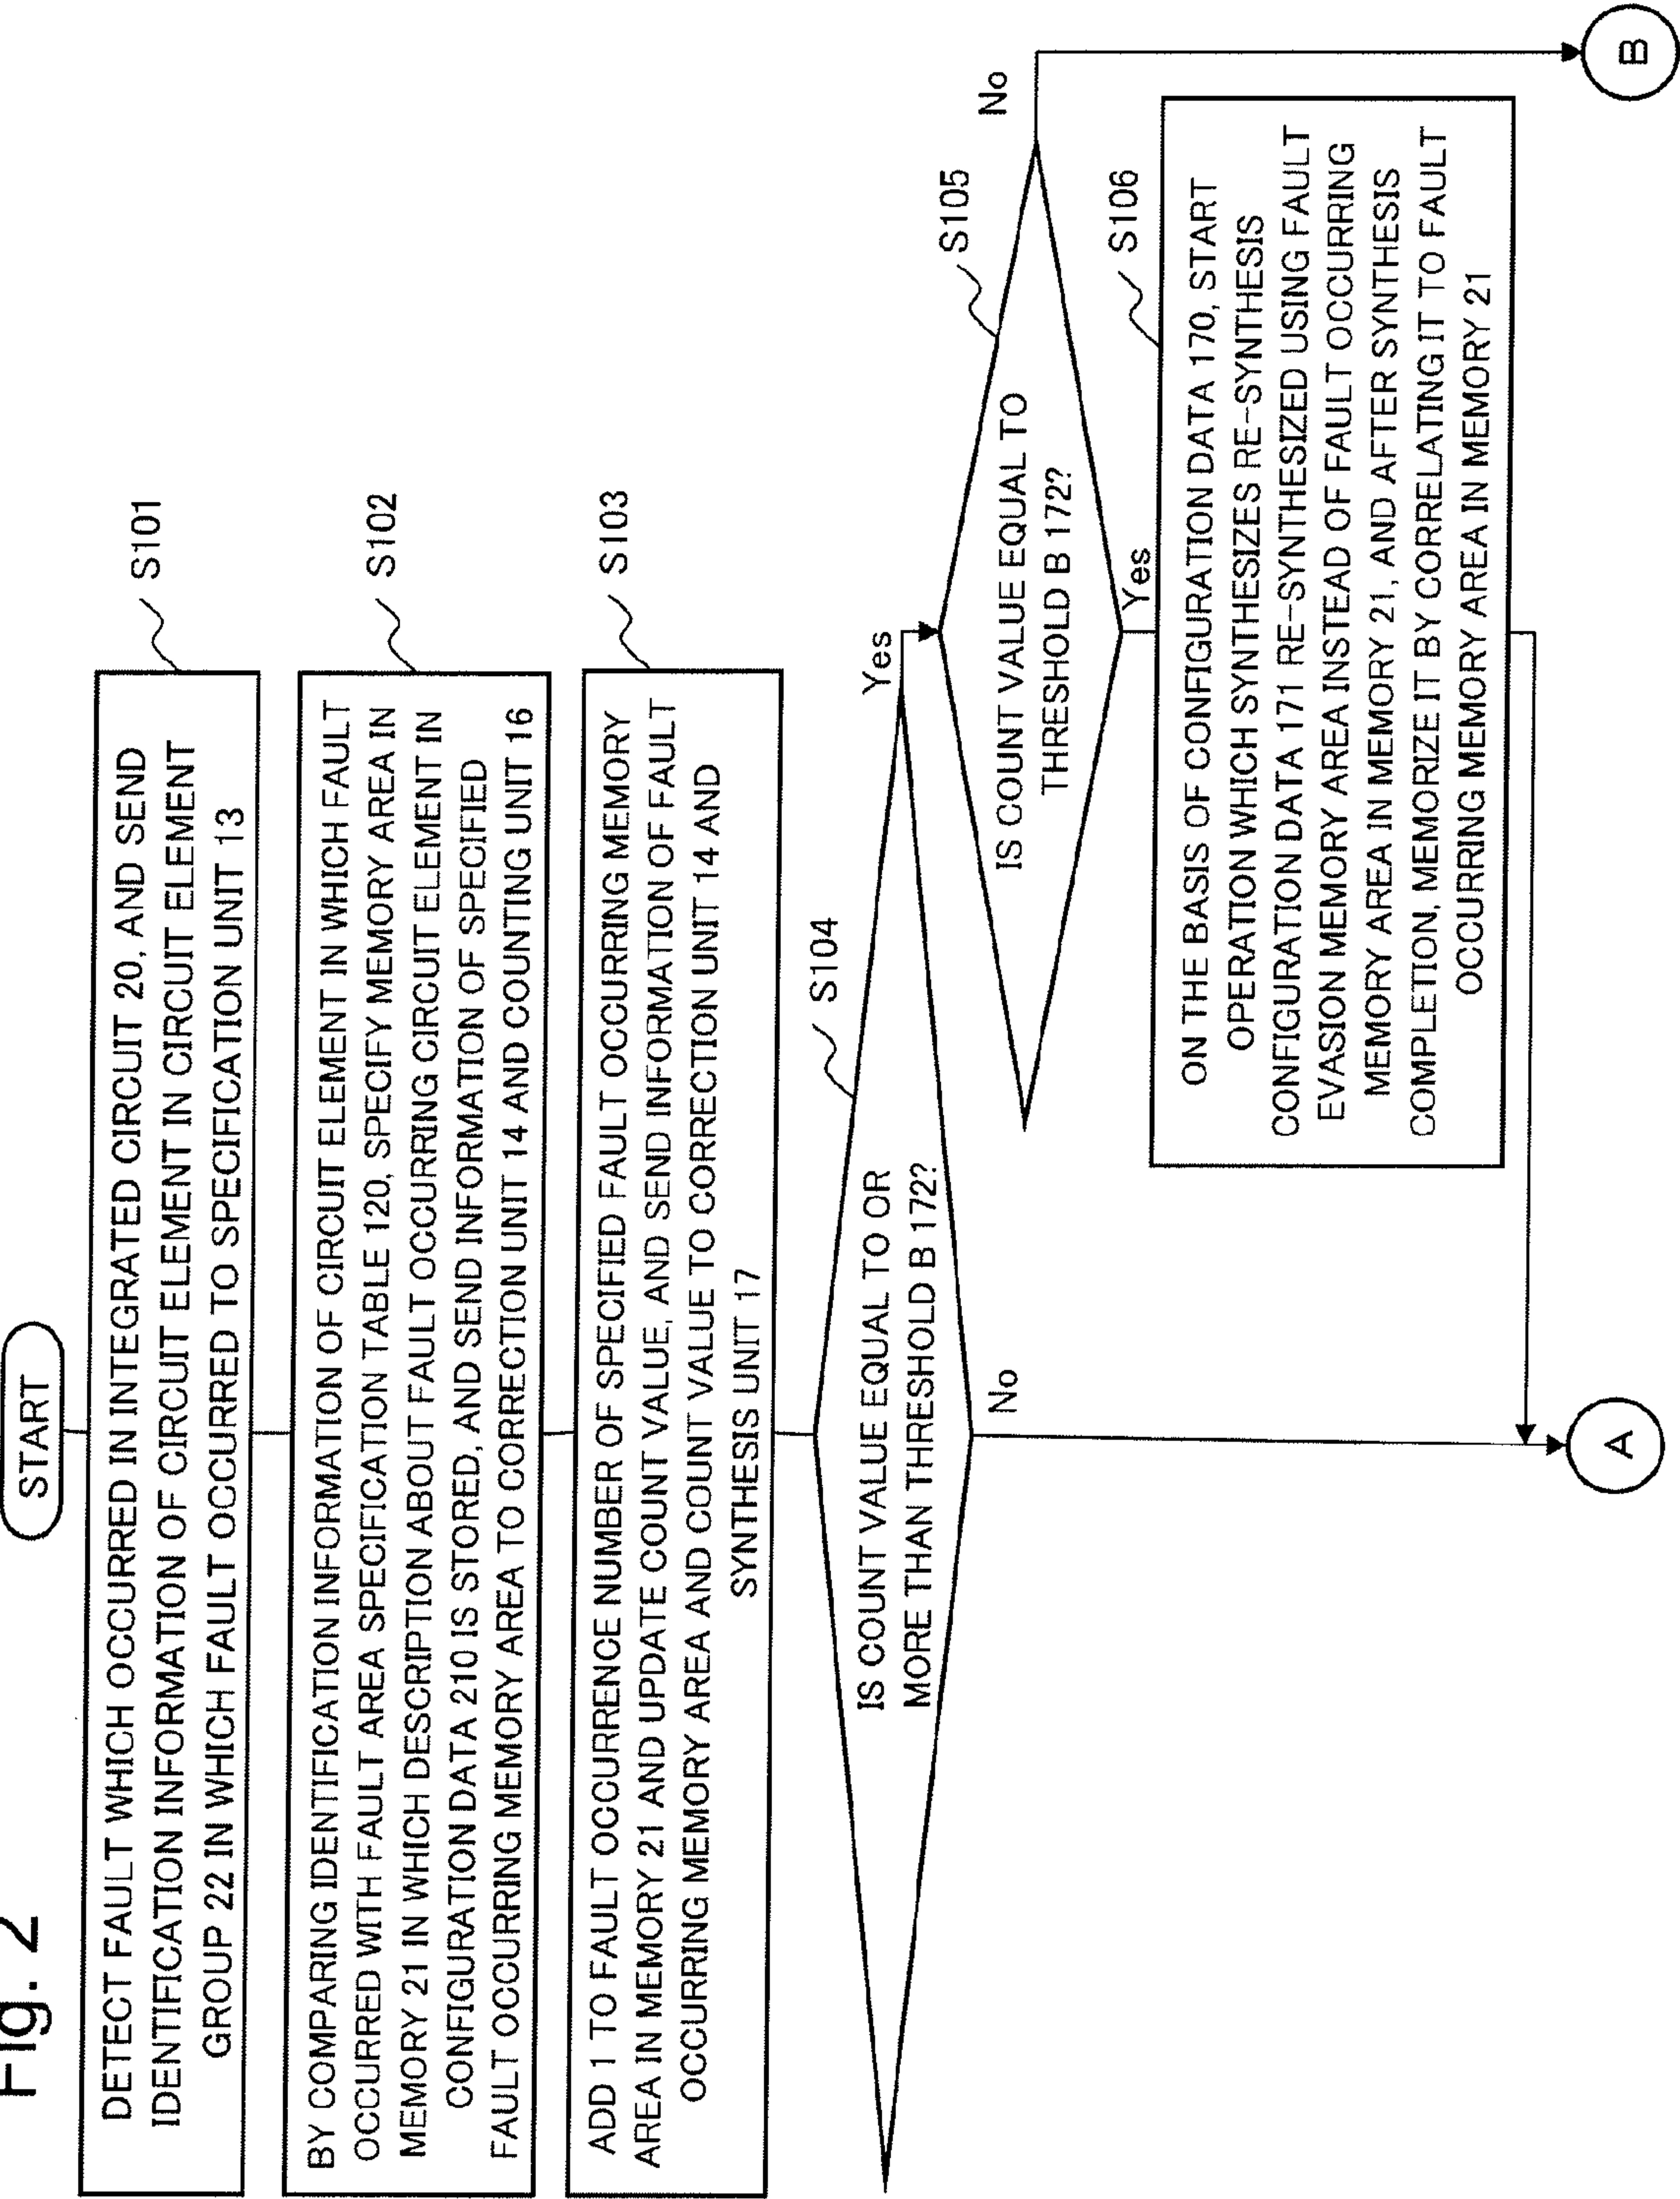 Fig. 2
START
S101
DETECT FAULT WHICH OCCURRED IN INTEGRATED CIRCUIT 20, AND SEND
IDENTIFICATION INFORMATION OF CIRCUIT ELEMENT IN CIRCUIT ELEMENT
GROUP 22 IN WHICH FAULT OCCURRED TO SPECIFICATION UNIT 13
S102
BY COMPARING IDENTIFICATION INFORMATION OF CIRCUIT ELEMENT IN WHICH FAULT
OCCURRED WITH FAULT AREA SPECIFICATION TABLE 120, SPECIFY MEMORY AREA IN
MEMORY 21 IN WHICH DESCRIPTION ABOUT FAULT OCCURRING CIRCUIT ELEMENT IN
CONFIGURATION DATA 210 IS STORED, AND SEND INFORMATION OF SPECIFIED
FAULT OCCURRING MEMORY AREA TO CORRECTION UNIT 14 AND COUNTING UNIT 16
S103
ADD 1 TO FAULT OCCURRENCE NUMBER OF SPECIFIED FAULT OCCURRING MEMORY
AREA IN MEMORY 21 AND UPDATE COUNT VALUE, AND SEND INFORMATION OF FAULT
OCCURRING MEMORY AREA AND COUNT VALUE TO CORRECTION UNIT 14 AND
SYNTHESIS UNIT 17
S104
IS COUNT VALUE EQUAL TO OR
MORE THAN THRESHOLD B 172?
Yes
No
S105
IS COUNT VALUE EQUAL TO
THRESHOLD B 172?
No
Yes
S106
ON THE BASIS OF CONFIGURATION DATA 170, START
OPERATION WHICH SYNTHESIZES RE-SYNTHESIS
CONFIGURATION DATA 171 RE-SYNTHESIZED USING FAULT
EVASION MEMORY AREA INSTEAD OF FAULT OCCURRING
MEMORY AREA IN MEMORY 21, AND AFTER SYNTHESIS
COMPLETION, MEMORIZE IT BY CORRELATING IT TO FAULT
OCCURRING MEMORY AREA IN MEMORY 21
A
B